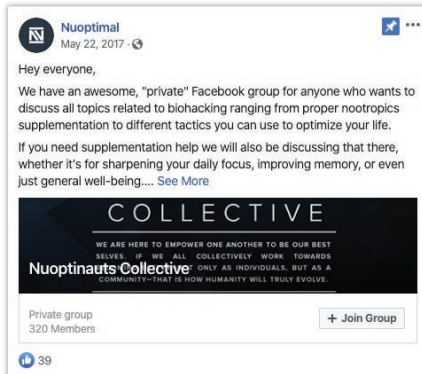 Nuoptimal
May 22, 2017 ·
Hey everyone,
We have an awesome, "private" Facebook group for anyone who wants to
discuss all topics related to biohacking ranging from proper nootropics
supplementation to different tactics you can use to optimize your life.
If you need supplementation help we will also be discussing that there,
whether it's for sharpening your daily focus, improving memory, or even
just general well-being.... See More
COLLECTIVE
WE ARE HERE TO EMPOWER ONE ANOTHER TO BE OUR BEST
SELVES. IF WE ALL COLLECTIVELY WORK TOWARDS
Nuoptinauts Collective
ONLY AS INDIVIDUALS, BUT AS A
COMMUNITY—THAT IS HOW HUMANITY WILL TRULY EVOLVE.
Private group
320 Members
+ Join Group
39